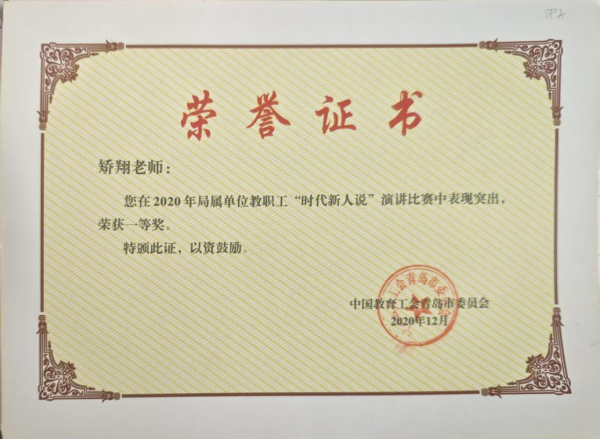 荣誉证书
矫翔老师：
您在2020年局属单位教职工“时代新人说”演讲比赛中表现突出，
荣获一等奖。
特颁此证，以资鼓励。
中国教育工会青岛市委员会
2020年12月